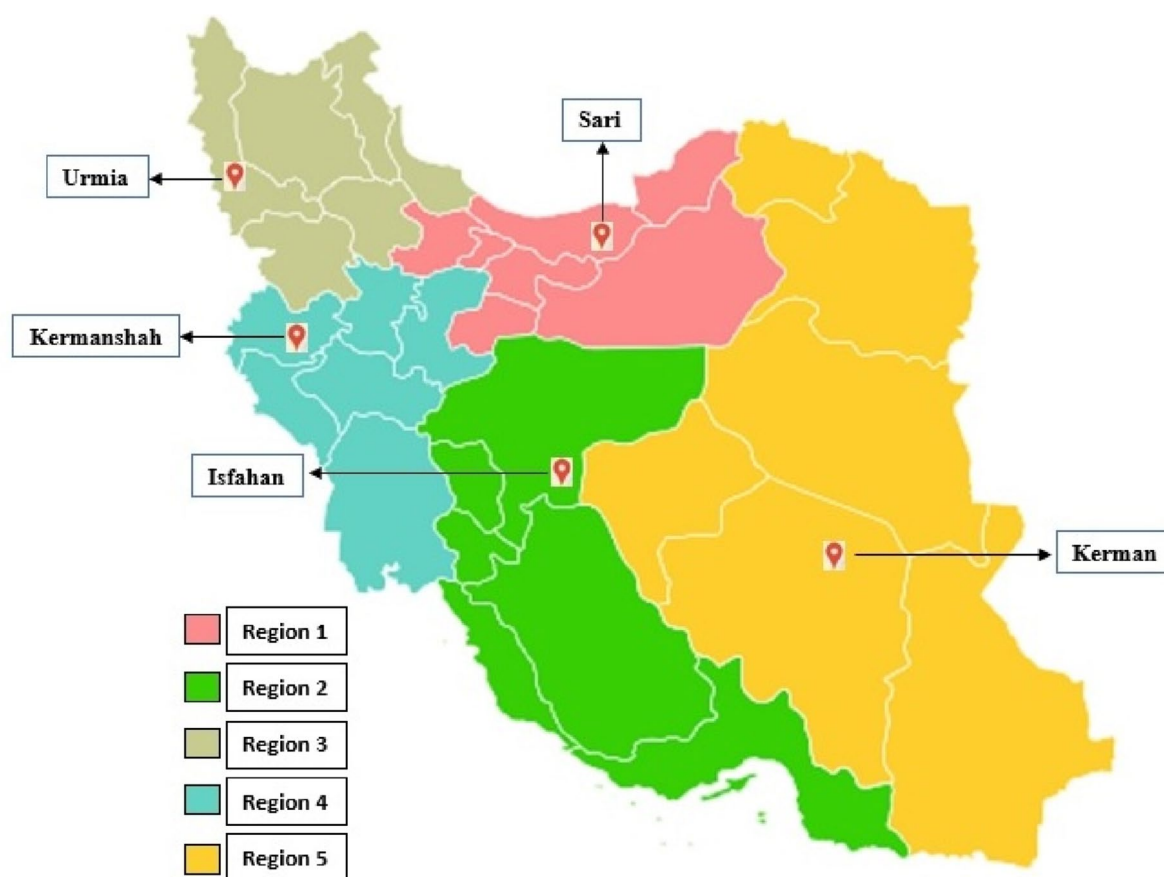 Sari
Urmia
Kermanshah
Isfahan
Kerman
Region 1
Region 2
Region 3
Region 4
Region 5